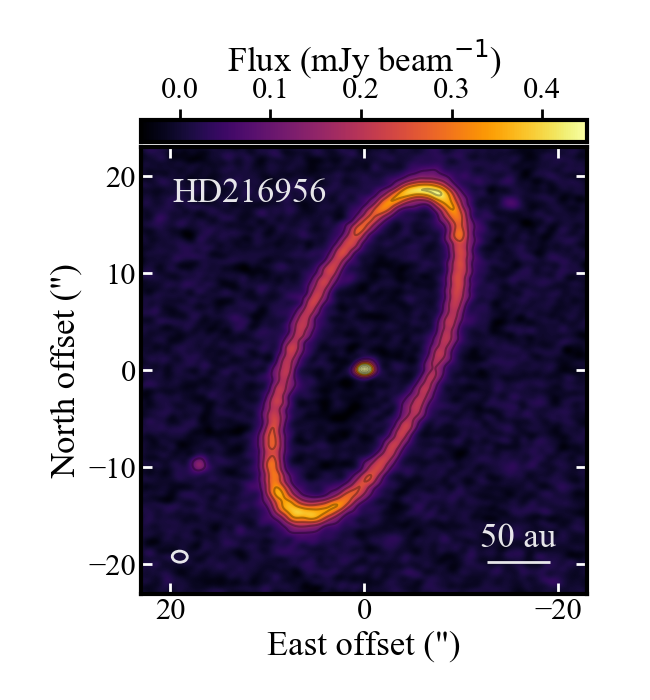 Flux (mJy beam⁻¹)
0.0 0.1 0.2 0.3 0.4
HD216956
20
10
0
−10
−20
North offset (")
50 au
20 0 −20
East offset (")